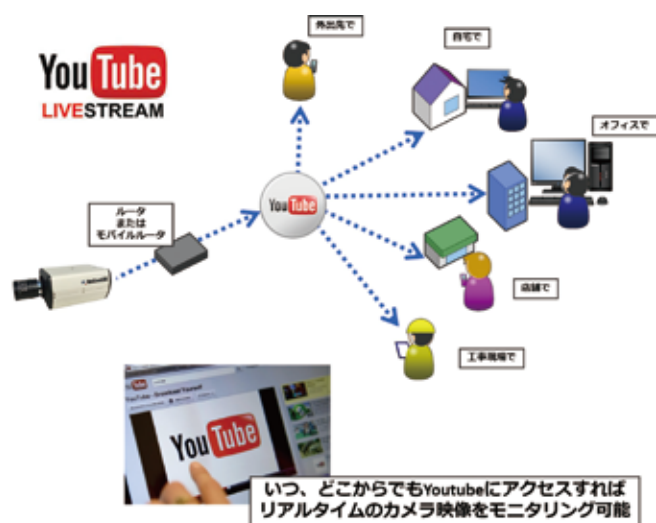 外出先で
自宅で
YouTube
LIVESTREAM
オフィスで
ルータ
または
モバイルルータ
YouTube
店舗で
工事現場で
YouTube
いつ、どこからでもYoutubeにアクセスすれば
リアルタイムのカメラ映像をモニタリング可能